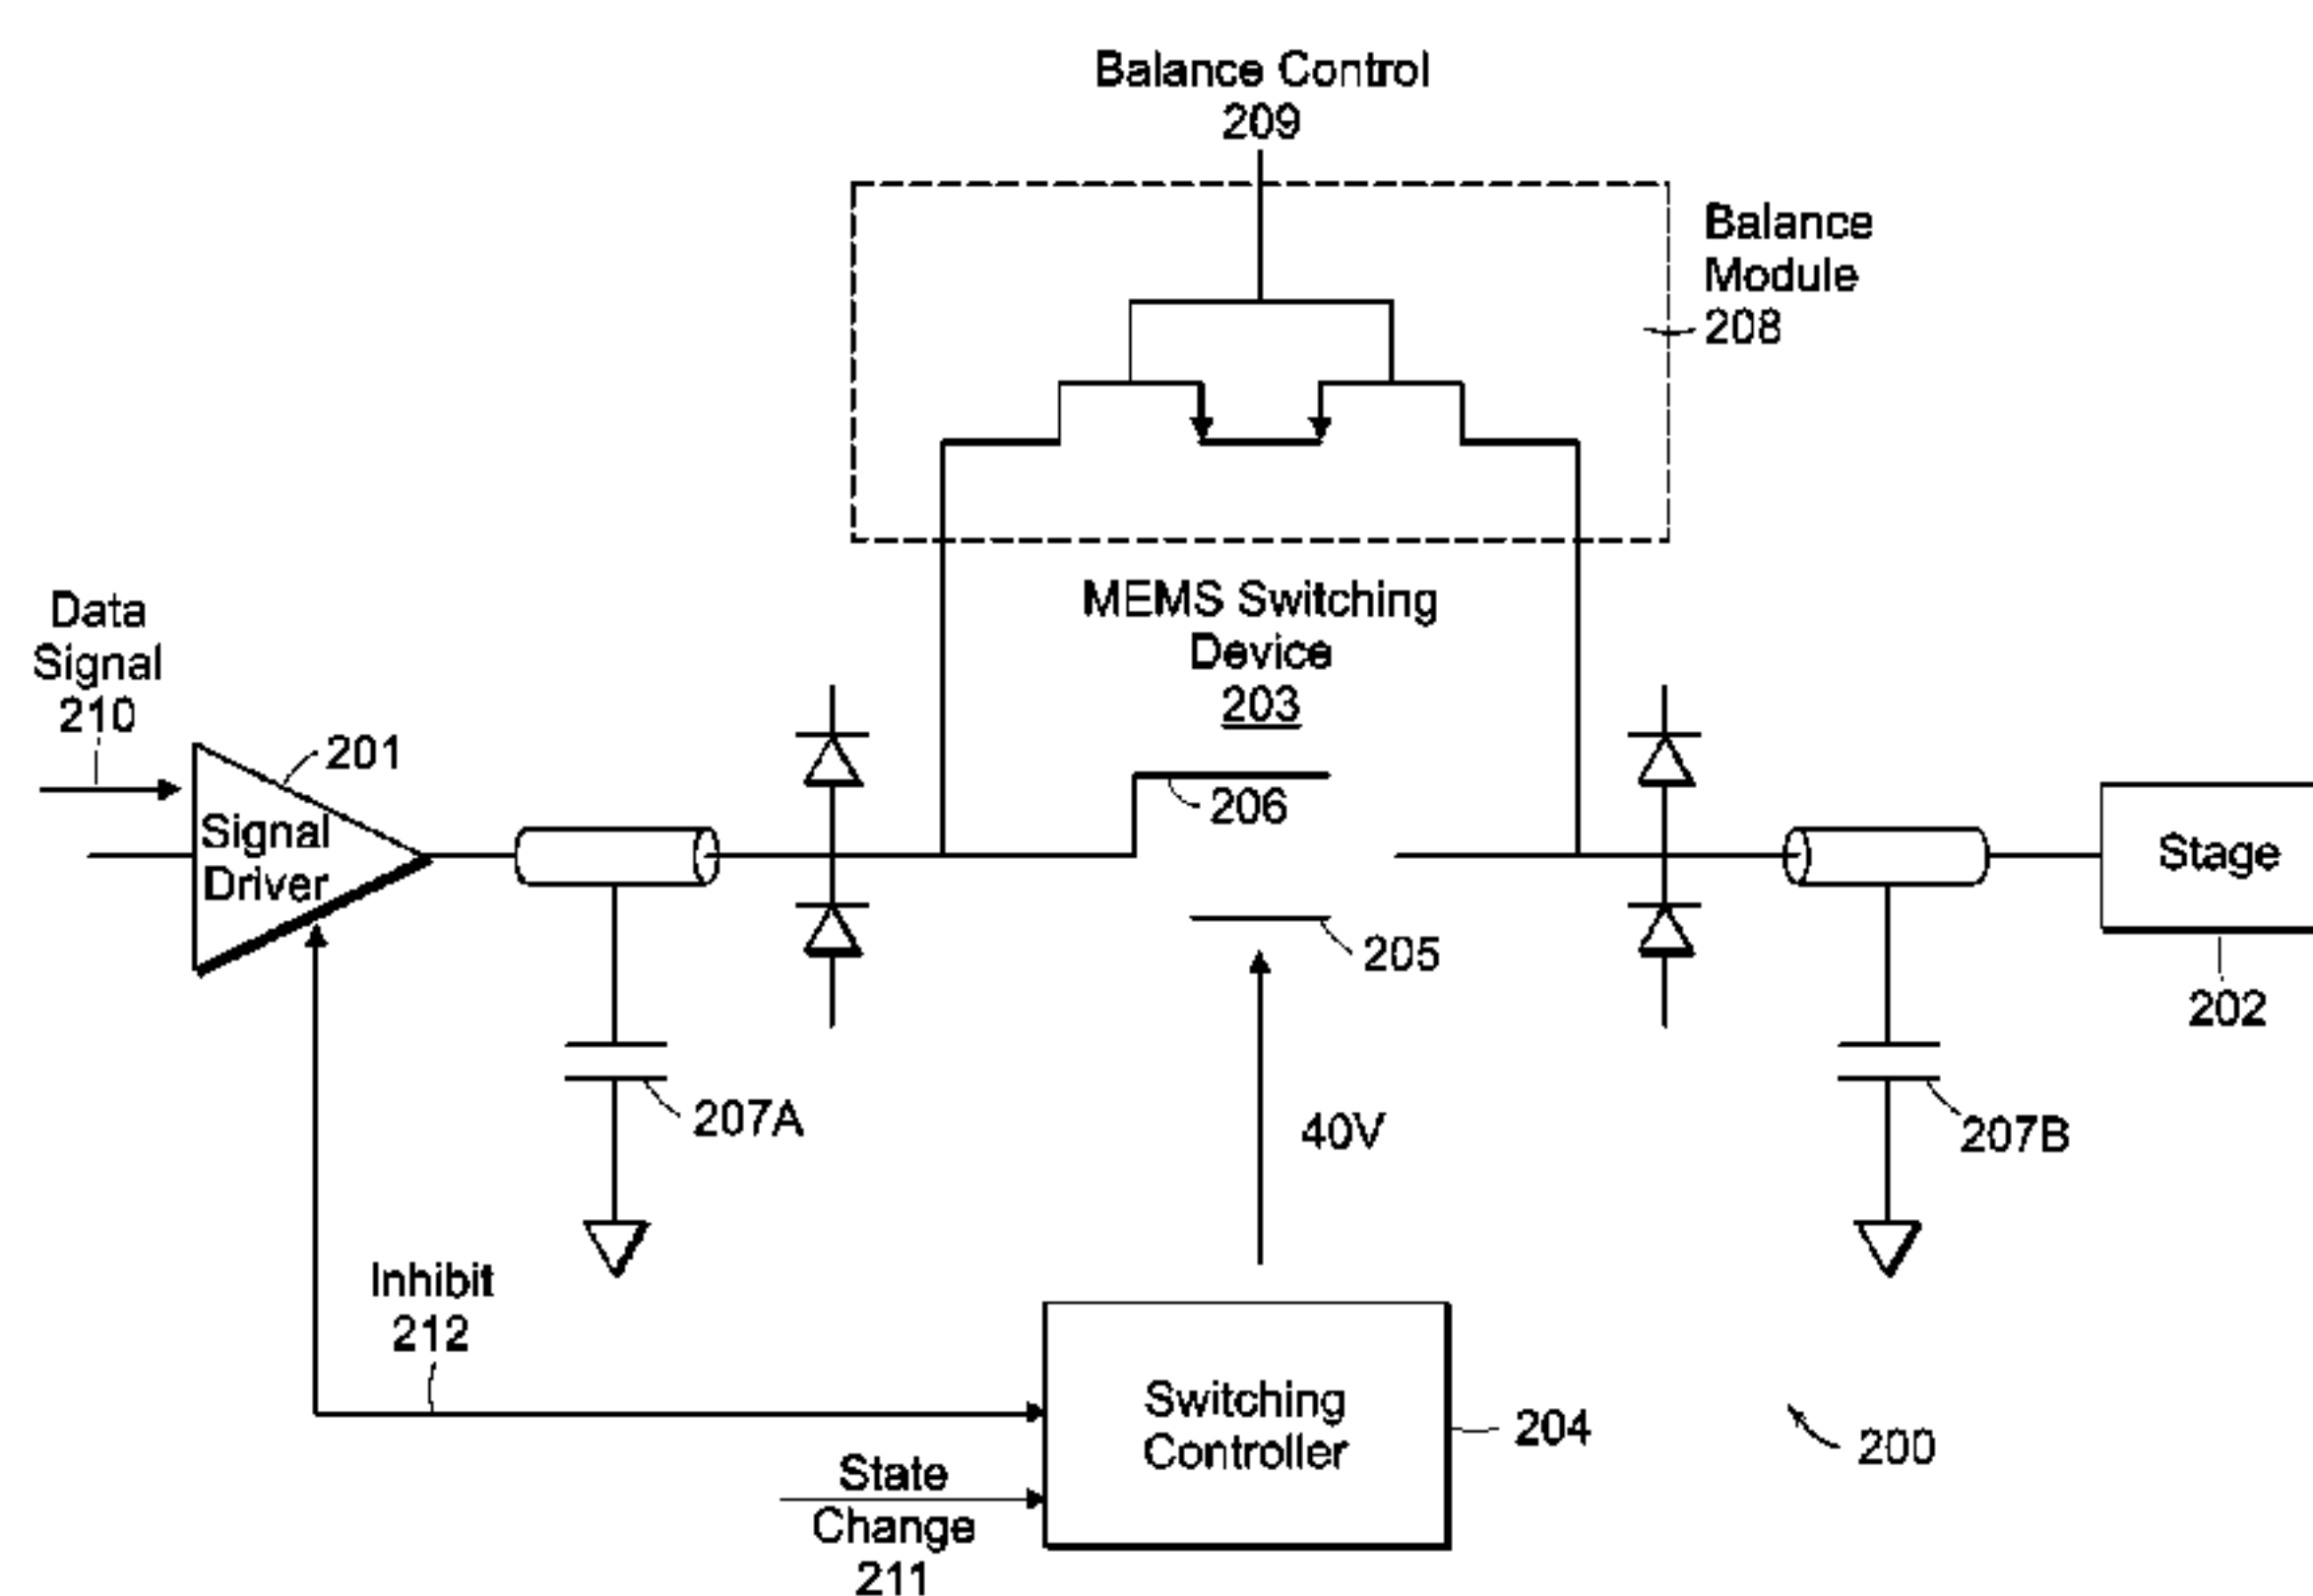 Balance Control
209
Balance
Module
208
MEMS Switching
Device
203
Data
Signal
210
201
Signal
Driver
206
Stage
205
202
207A
40V
207B
Inhibit
212
Switching
Controller
204
200
State
Change
211